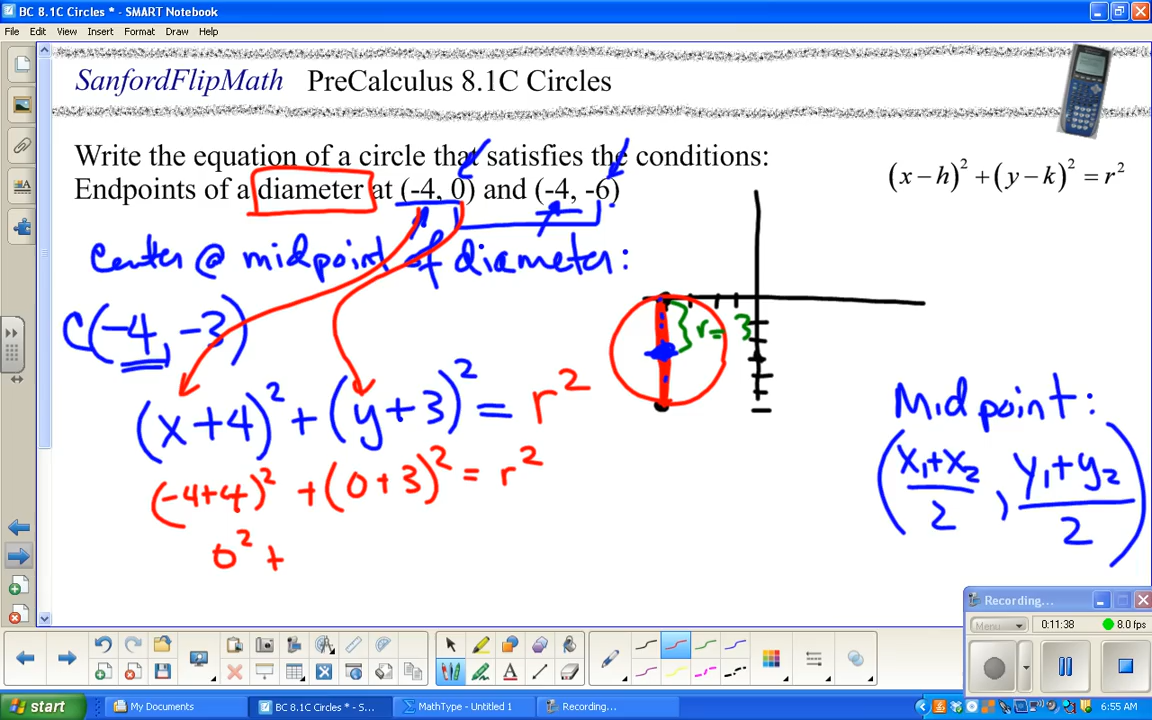 BC 8.1C Circles * - SMART Notebook
File Edit View Insert Format Draw Help
SanfordFlipMath PreCalculus 8.1C Circles
Write the equation of a circle that satisfies the conditions:
Endpoints of a diameter at (-4, 0) and (-4, -6)
(x − h)² + (y − k)² = r²
center @ midpoint of diameter:
C(-4, -3)
r = 3
(x+4)² + (y+3)² = r²
(-4+4)² + (0+3)² = r²
0² +
Midpoint:
(x₁+x₂/2, y₁+y₂/2)
Recording...
Menu
0:11:38 8.0 fps
start My Documents BC 8.1C Circles * - S... MathType - Untitled 1 Recording... 6:55 AM